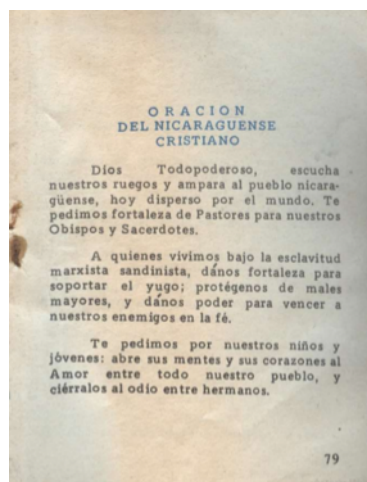 ORACION
DEL NICARAGUENSE
CRISTIANO
Dios Todopoderoso, escucha
nuestros ruegos y ampara al pueblo nicara-
güense, hoy disperso por el mundo. Te
pedimos fortaleza de Pastores para nuestros
Obispos y Sacerdotes.
A quienes vivimos bajo la esclavitud
marxista sandinista, dános fortaleza para
soportar el yugo; protégenos de males
mayores, y dános poder para vencer a
nuestros enemigos en la fé.
Te pedimos por nuestros niños y
jóvenes: abre sus mentes y sus corazones al
Amor entre todo nuestro pueblo, y
ciérralos al odio entre hermanos.
79